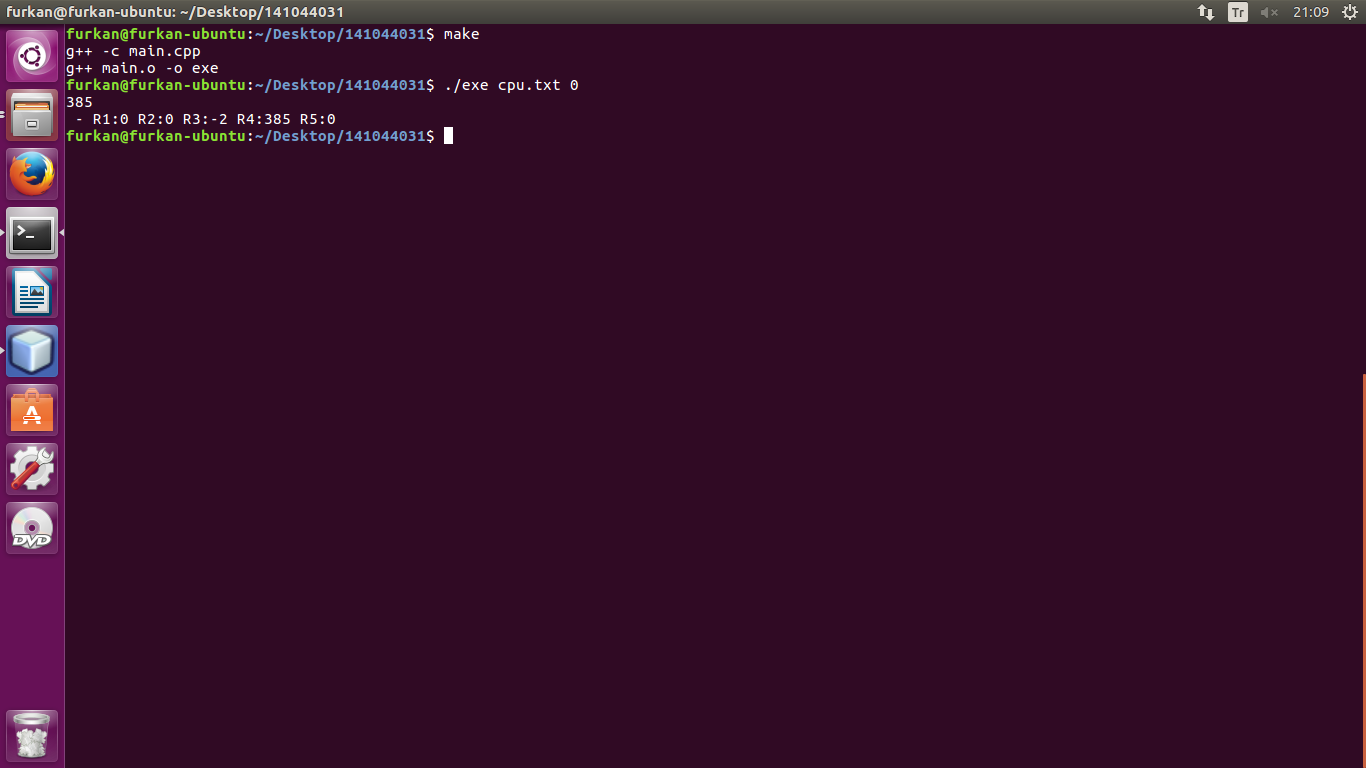 furkan@furkan-ubuntu: ~/Desktop/141044031
Tr
21:09
furkan@furkan-ubuntu:~/Desktop/141044031$ make
g++ -c main.cpp
g++ main.o -o exe
furkan@furkan-ubuntu:~/Desktop/141044031$ ./exe cpu.txt 0
385
 - R1:0 R2:0 R3:-2 R4:385 R5:0
furkan@furkan-ubuntu:~/Desktop/141044031$
A
DVD